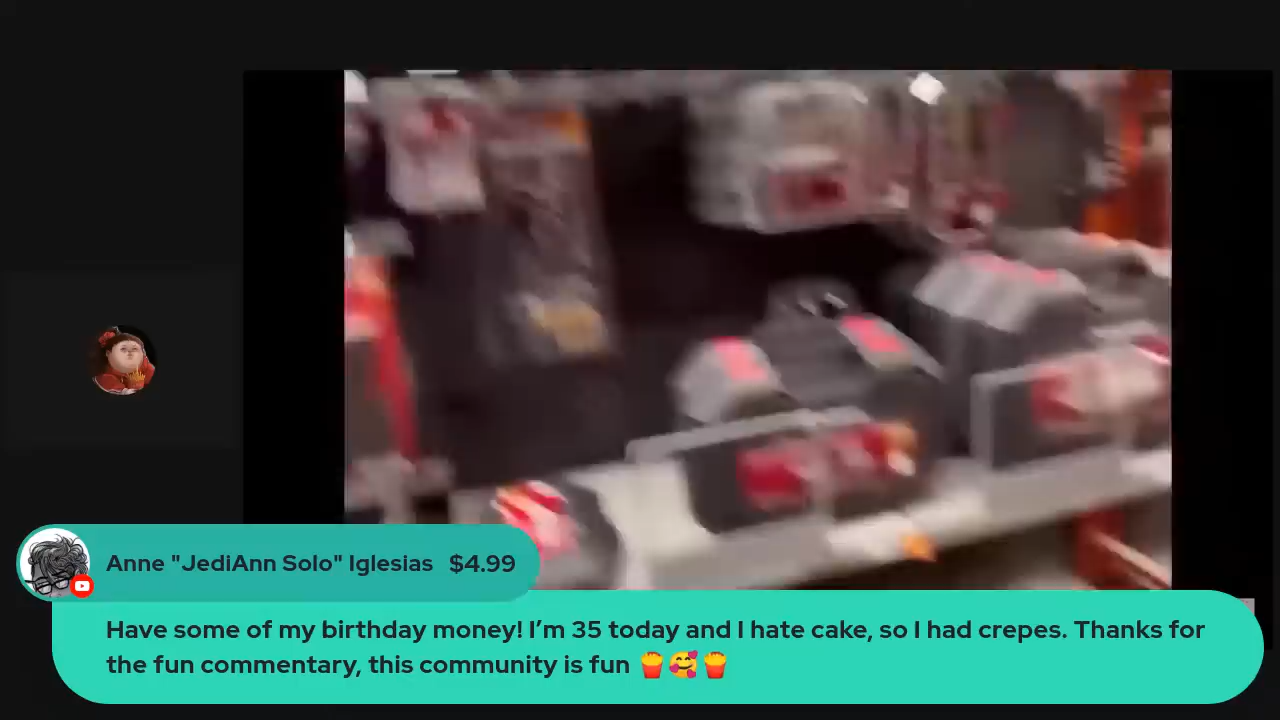 Anne "JediAnn Solo" Iglesias $4.99
Have some of my birthday money! I’m 35 today and I hate cake, so I had crepes. Thanks for
the fun commentary, this community is fun 🍟🥰🍟